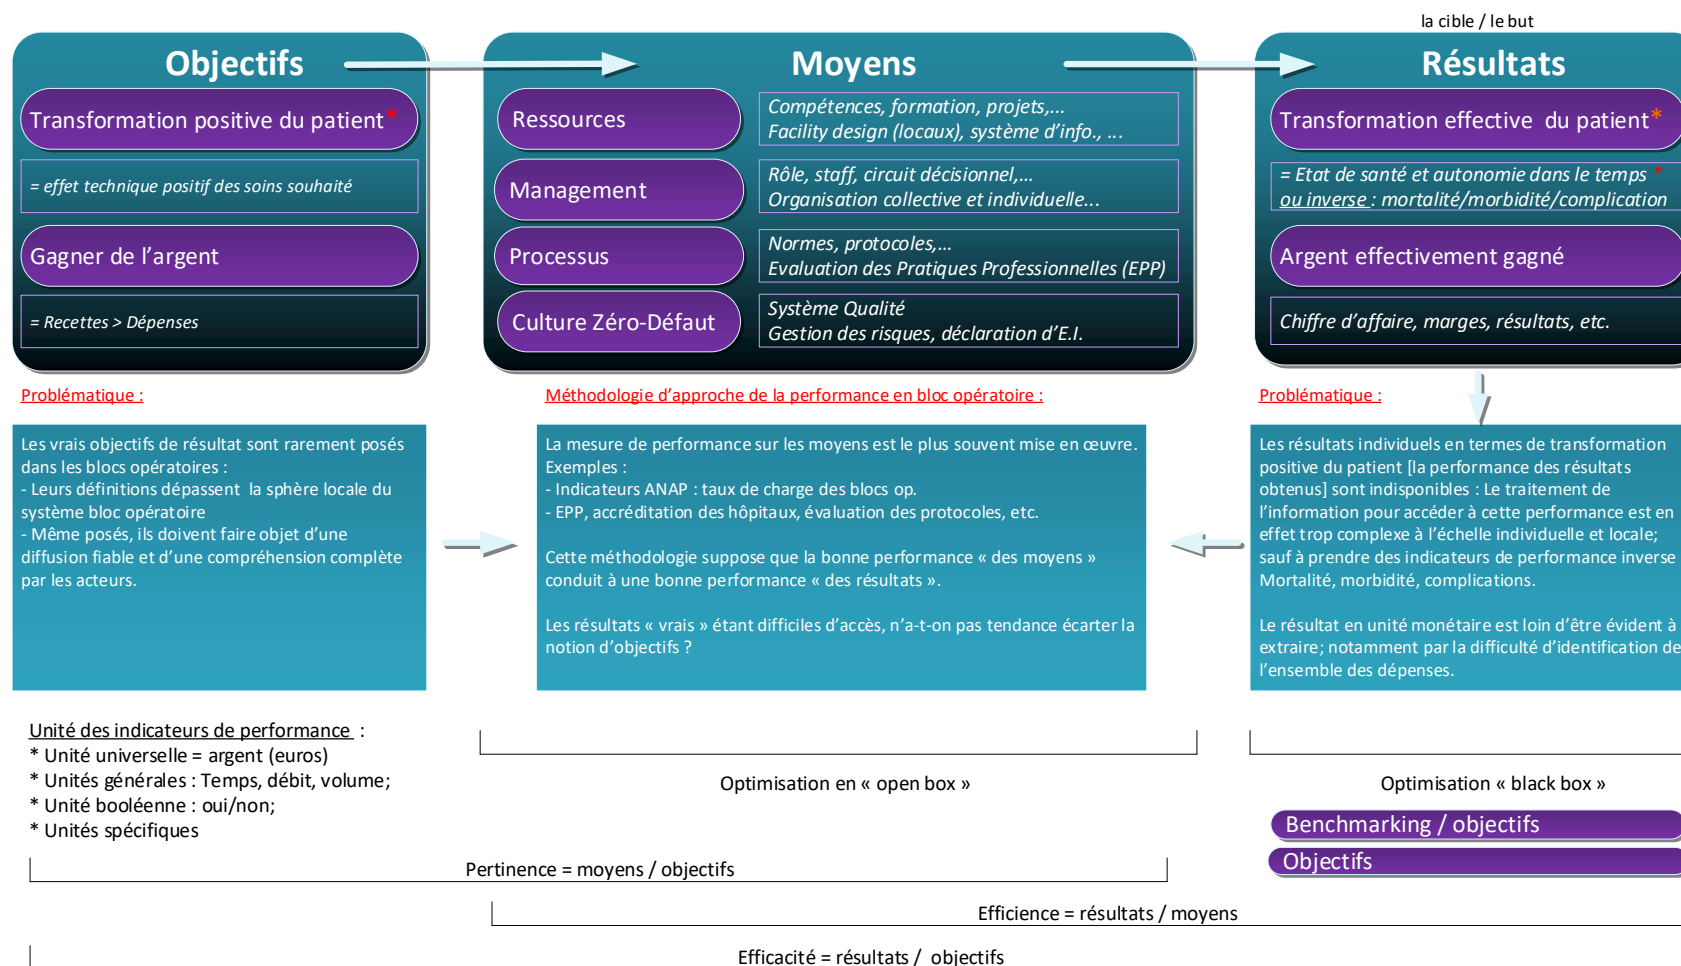 la cible / le but
Objectifs
Transformation positive du patient*
= effet technique positif des soins souhaité
Gagner de l'argent
= Recettes > Dépenses
Moyens
Ressources
Compétences, formation, projets,...
Facility design (locaux), système d'info., ...
Management
Rôle, staff, circuit décisionnel,...
Organisation collective et individuelle...
Processus
Normes, protocoles,...
Evaluation des Pratiques Professionnelles (EPP)
Culture Zéro-Défaut
Système Qualité
Gestion des risques, déclaration d'E.I.
Résultats
Transformation effective du patient*
= Etat de santé et autonomie dans le temps *
ou inverse : mortalité/morbidité/complication
Argent effectivement gagné
Chiffre d'affaire, marges, résultats, etc.
Problématique :
Les vrais objectifs de résultat sont rarement posés
dans les blocs opératoires :
- Leurs définitions dépassent la sphère locale du
système bloc opératoire
- Même posés, ils doivent faire objet d'une
diffusion fiable et d'une compréhension complète
par les acteurs.
Méthodologie d'approche de la performance en bloc opératoire :
La mesure de performance sur les moyens est le plus souvent mise en œuvre.
Exemples :
- Indicateurs ANAP : taux de charge des blocs op.
- EPP, accréditation des hôpitaux, évaluation des protocoles, etc.
Cette méthodologie suppose que la bonne performance « des moyens »
conduit à une bonne performance « des résultats ».
Les résultats « vrais » étant difficiles d'accès, n'a-t-on pas tendance écarter la
notion d'objectifs ?
Problématique :
Les résultats individuels en termes de transformation
positive du patient [la performance des résultats
obtenus] sont indisponibles : Le traitement de
l'information pour accéder à cette performance est en
effet trop complexe à l'échelle individuelle et locale;
sauf à prendre des indicateurs de performance inverse
Mortalité, morbidité, complications.
Le résultat en unité monétaire est loin d'être évident à
extraire; notamment par la difficulté d'identification de
l'ensemble des dépenses.
Unité des indicateurs de performance :
* Unité universelle = argent (euros)
* Unités générales : Temps, débit, volume;
* Unité booléenne : oui/non;
* Unités spécifiques
Optimisation en « open box »
Optimisation « black box »
Benchmarking / objectifs
Objectifs
Pertinence = moyens / objectifs
Efficience = résultats / moyens
Efficacité = résultats / objectifs